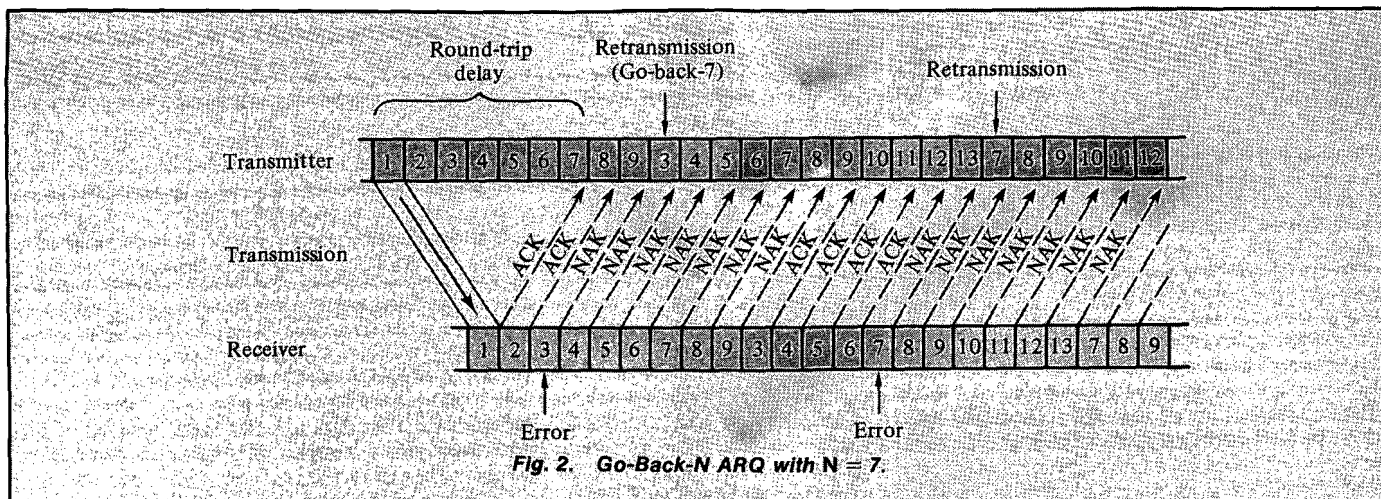 Round-trip
delay
Retransmission
(Go-back-7)
Retransmission
Transmitter
1 2 3 4 5 6 7 8 9 3 4 5 6 7 8 9 10 11 12 13 7 8 9 10 11 12
Transmission
ACK ACK NAK NAK NAK NAK NAK NAK NAK ACK ACK ACK ACK NAK NAK NAK NAK NAK NAK NAK
Receiver
1 2 3 4 5 6 7 8 9 3 4 5 6 7 8 9 10 11 12 13 7 8 9
Error
Error
Fig. 2. Go-Back-N ARQ with N = 7.